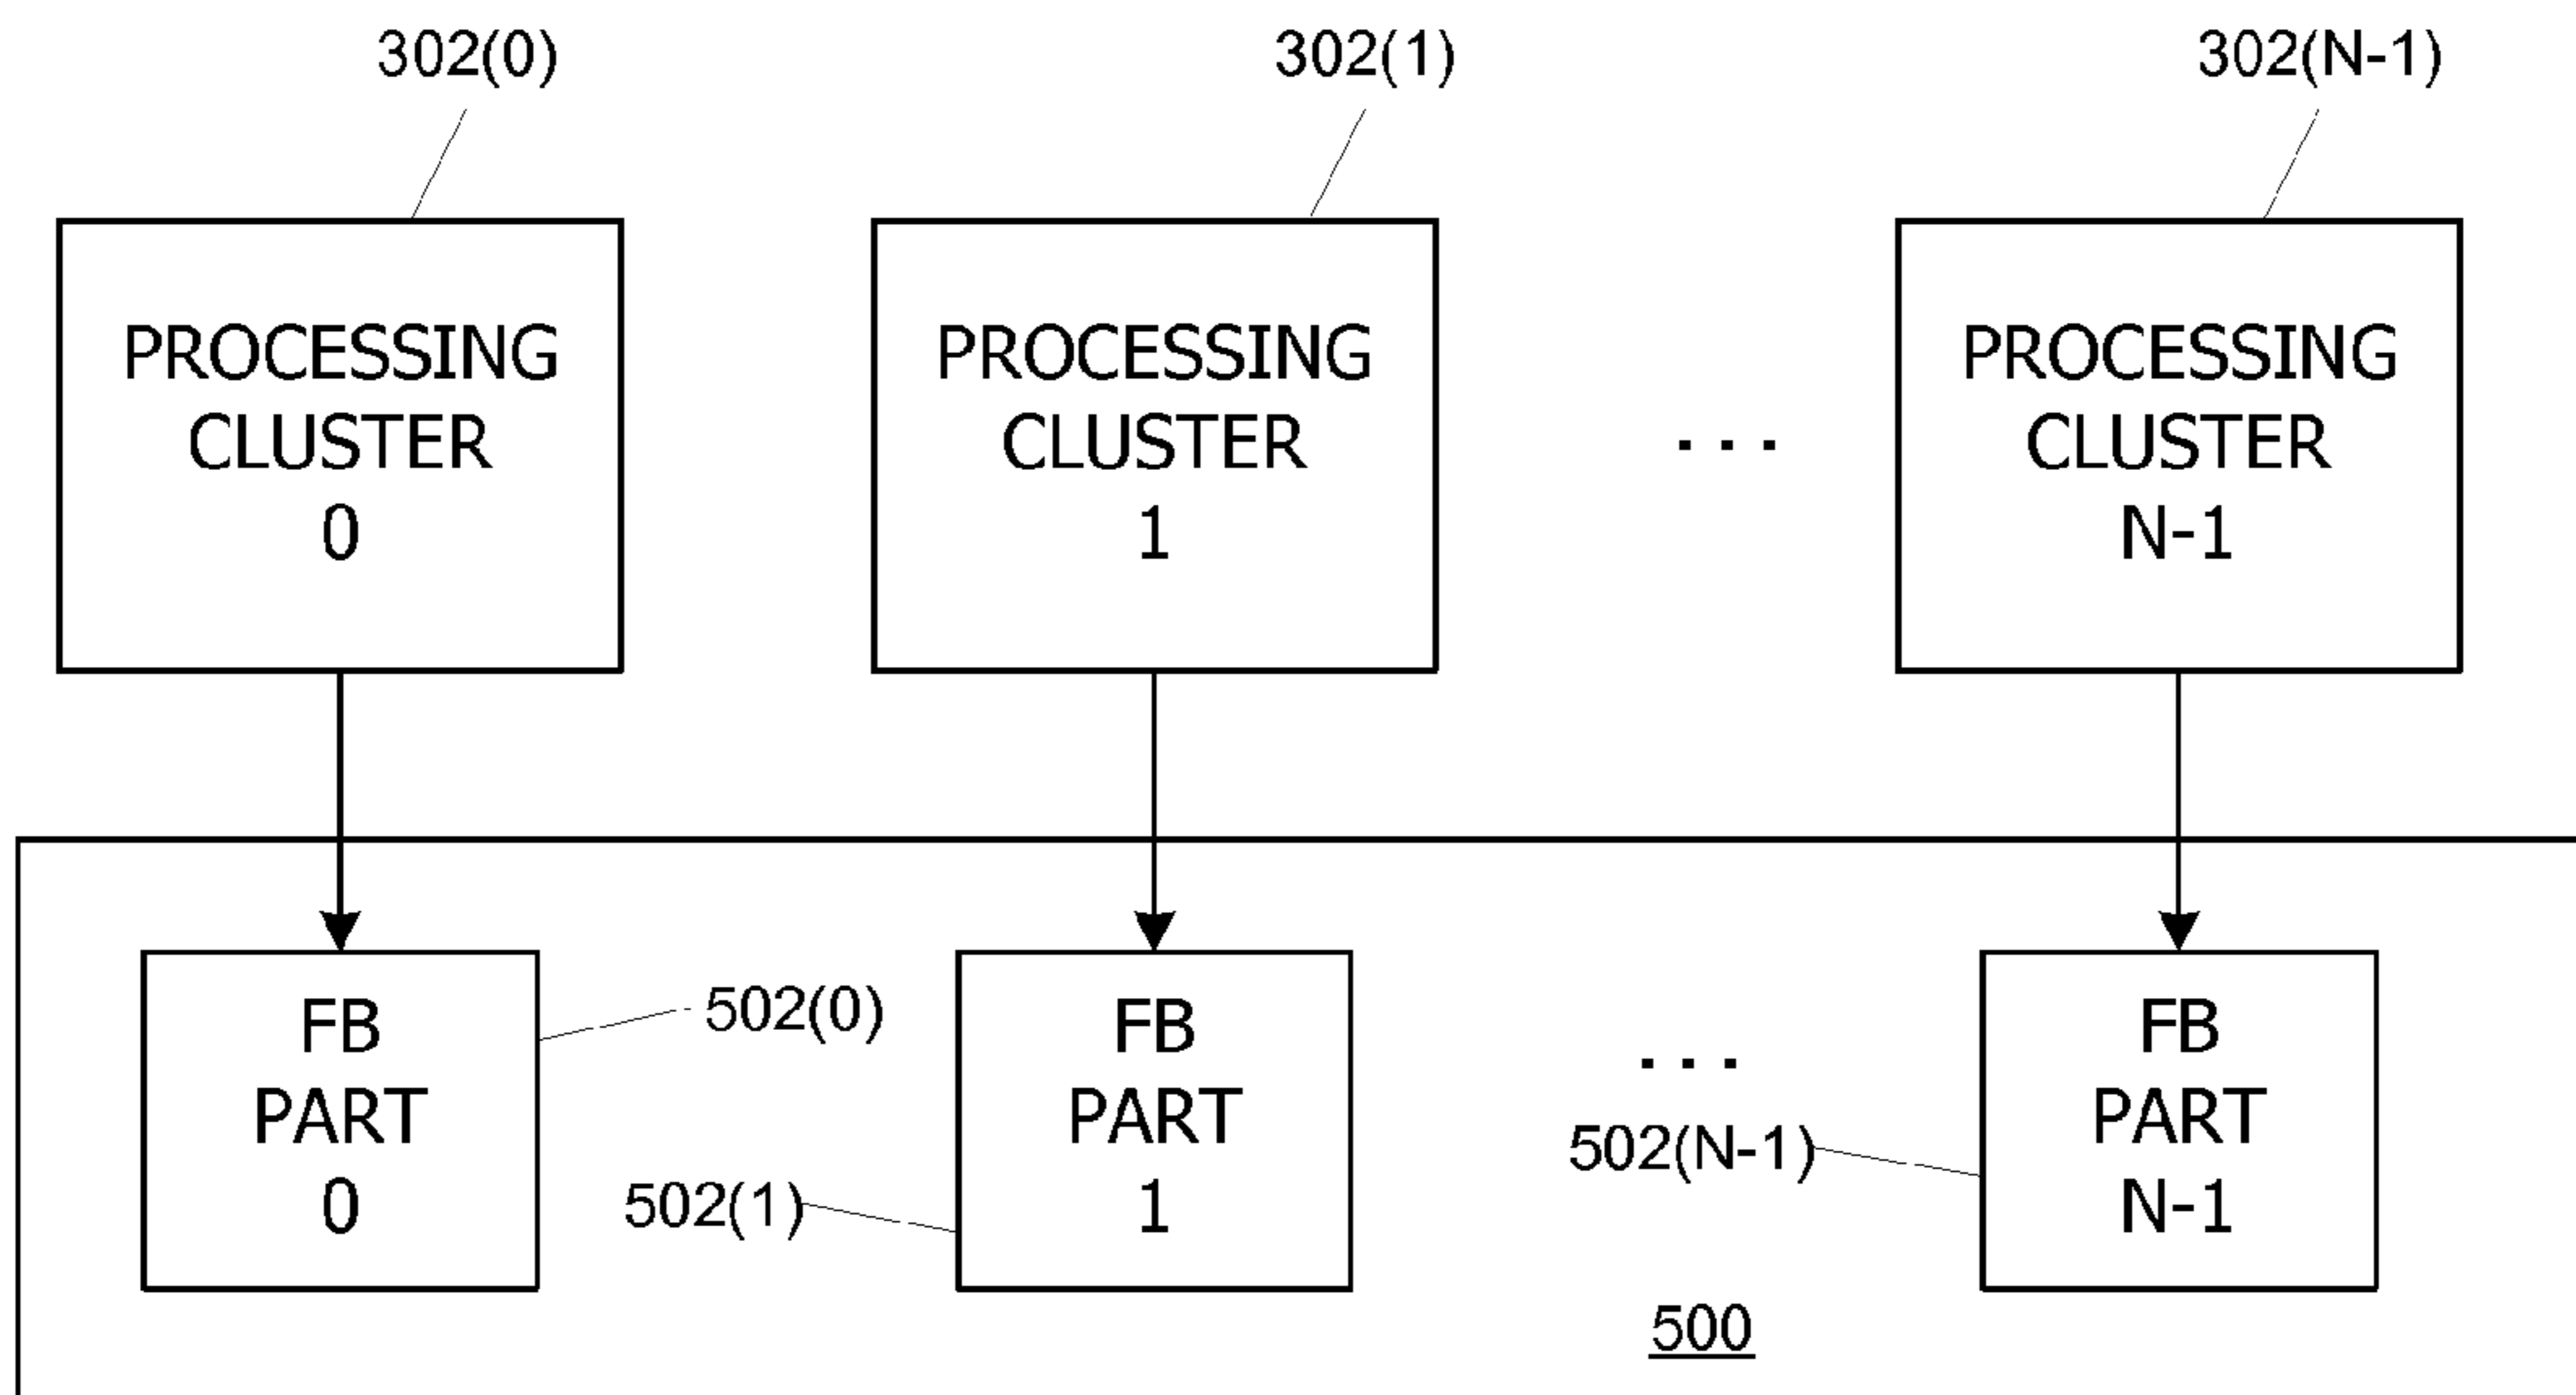 302(0)
302(1)
302(N-1)
PROCESSING
CLUSTER
0
PROCESSING
CLUSTER
1
. . .
PROCESSING
CLUSTER
N-1
FB
PART
0
502(0)
502(1)
FB
PART
1
. . .
502(N-1)
FB
PART
N-1
500